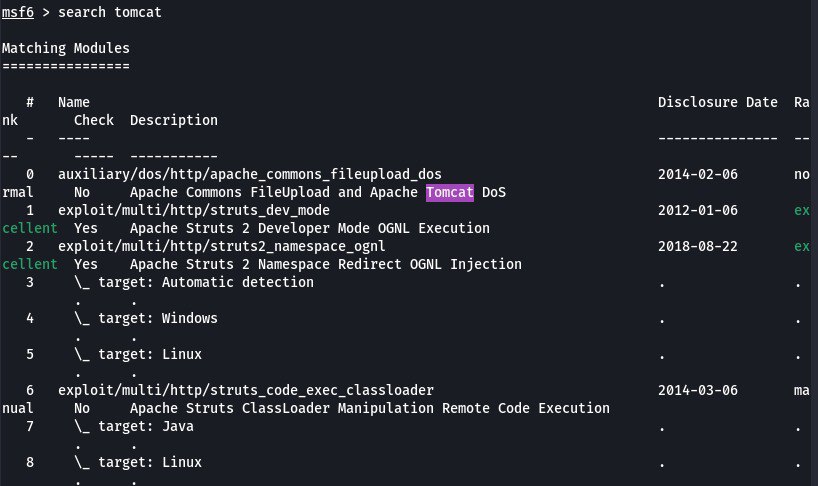 msf6 > search tomcat
Matching Modules
================
# Name Disclosure Date Ra
nk Check Description
- ---- --------------- --
-- ----- -----------
0 auxiliary/dos/http/apache_commons_fileupload_dos 2014-02-06 no
rmal No Apache Commons FileUpload and Apache Tomcat DoS
1 exploit/multi/http/struts_dev_mode 2012-01-06 ex
cellent Yes Apache Struts 2 Developer Mode OGNL Execution
2 exploit/multi/http/struts2_namespace_ognl 2018-08-22 ex
cellent Yes Apache Struts 2 Namespace Redirect OGNL Injection
3 \_ target: Automatic detection . .
. .
4 \_ target: Windows . .
. .
5 \_ target: Linux . .
. .
6 exploit/multi/http/struts_code_exec_classloader 2014-03-06 ma
nual No Apache Struts ClassLoader Manipulation Remote Code Execution
7 \_ target: Java . .
. .
8 \_ target: Linux . .
. .